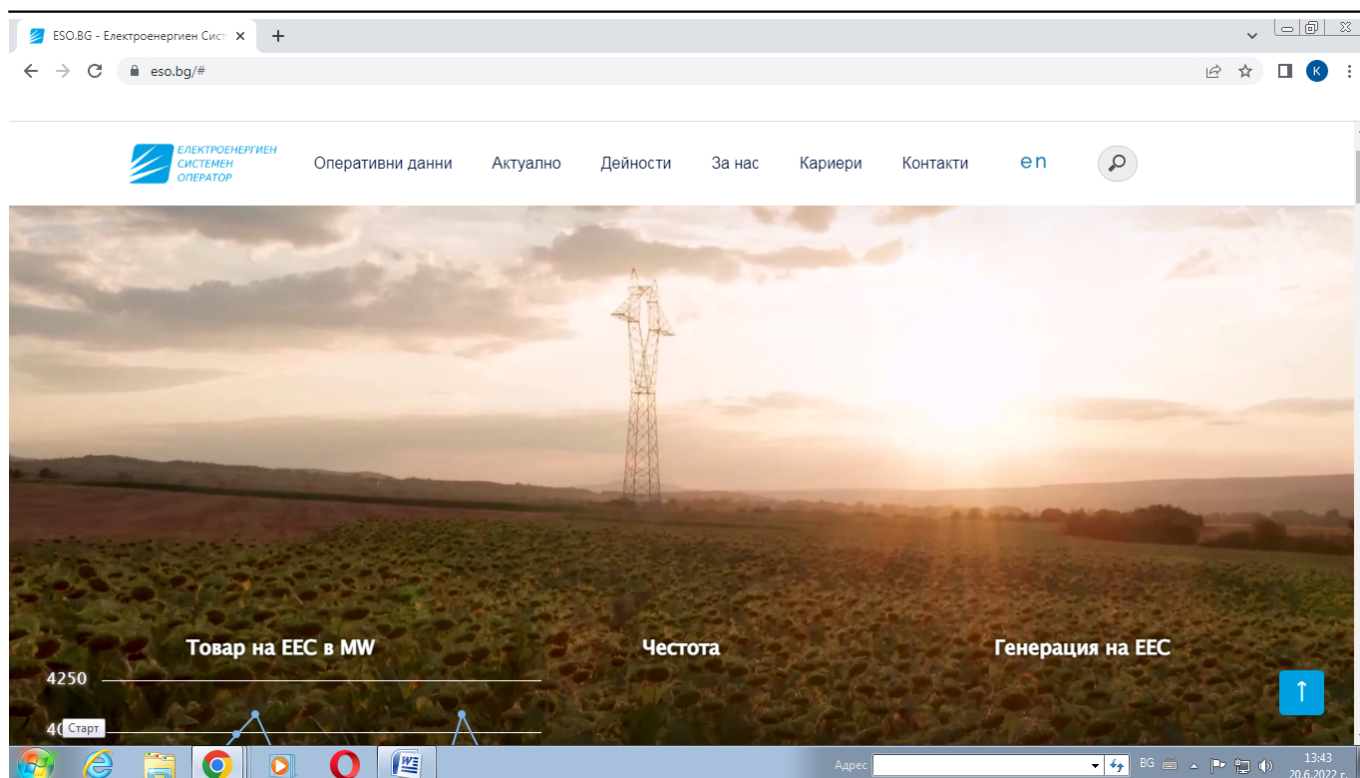 ESO.BG - Електроенергиен Сист
eso.bg/#
K
ЕЛЕКТРОЕНЕРГИЕН
СИСТЕМЕН
ОПЕРАТОР
Оперативни данни Актуално Дейности За нас Кариери Контакти en
Товар на ЕЕС в MW Честота Генерация на ЕЕС
4250
Старт
Адрес BG 13:43
20.6.2022 г.